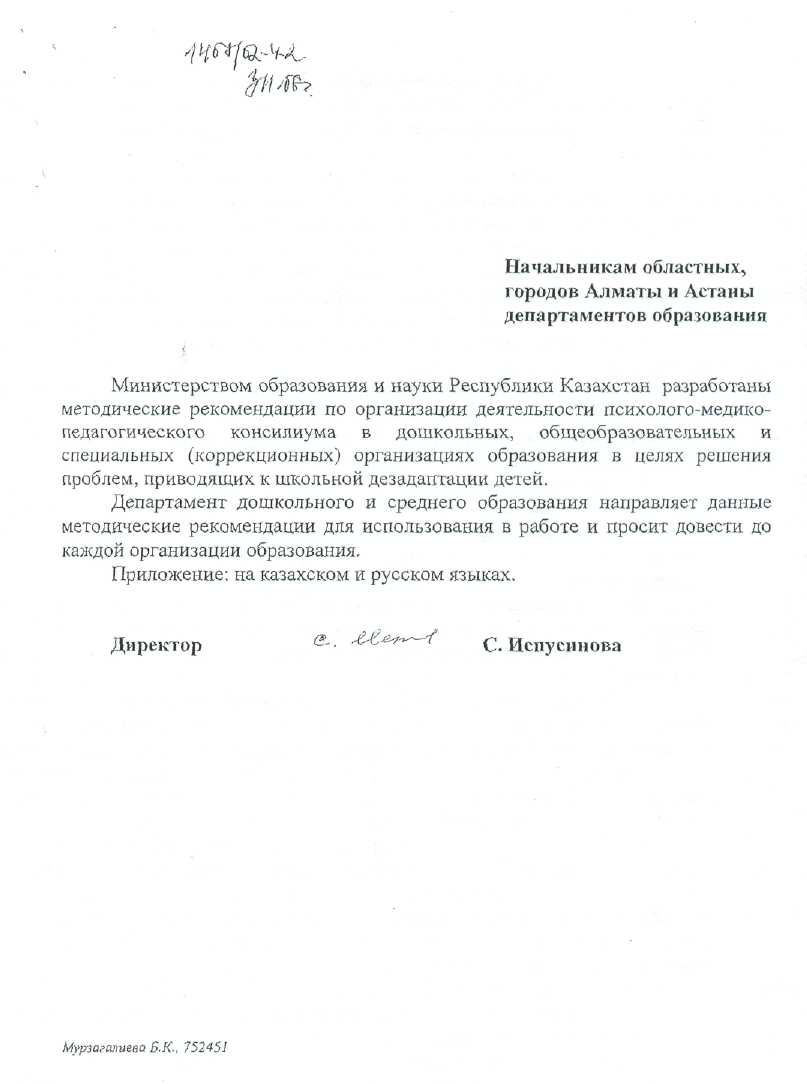 Начальникам областных,
городов Алматы и Астаны
департаментов образования
Министерством образования и науки Республики Казахстан разработаны
методические рекомендации по организации деятельности психолого-медико-
педагогического консилиума в дошкольных, общеобразовательных и
специальных (коррекционных) организациях образования в целях решения
проблем, приводящих к школьной дезадаптации детей.
Департамент дошкольного и среднего образования направляет данные
методические рекомендации для использования в работе и просит довести до
каждой организации образования.
Приложение: на казахском и русском языках.
Директор С. Испусинова
Мурзагалиева Б.К., 752451